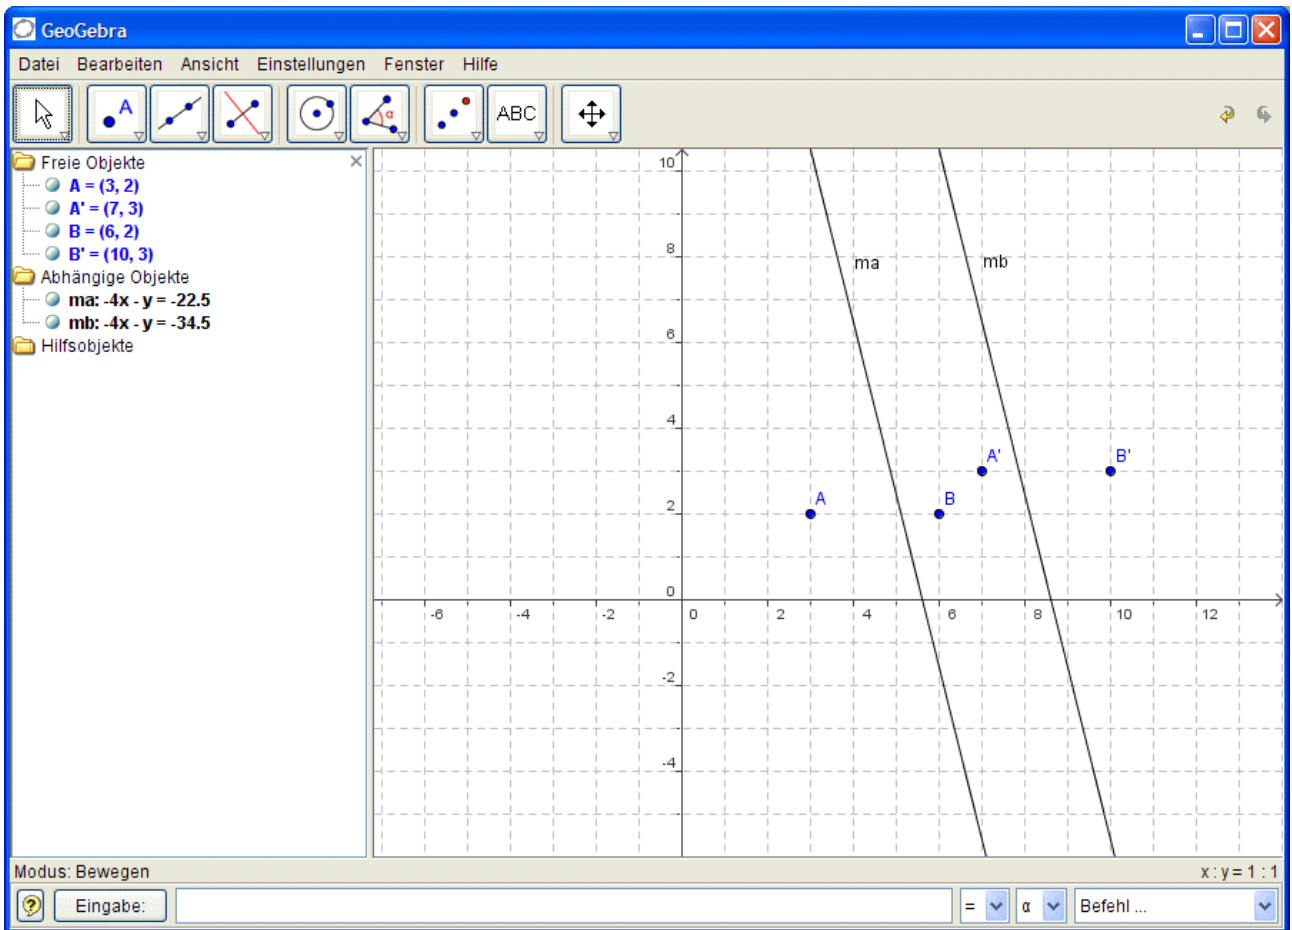 GeoGebra
Datei Bearbeiten Ansicht Einstellungen Fenster Hilfe
A α ABC
Freie Objekte
A = (3, 2)
A' = (7, 3)
B = (6, 2)
B' = (10, 3)
Abhängige Objekte
ma: -4x - y = -22.5
mb: -4x - y = -34.5
Hilfsobjekte
10
8
ma
mb
6
4
A'
B'
A
B
2
0
-6 -4 -2 0 2 4 6 8 10 12
-2
-4
Modus: Bewegen
x : y = 1 : 1
? Eingabe: = α Befehl ...